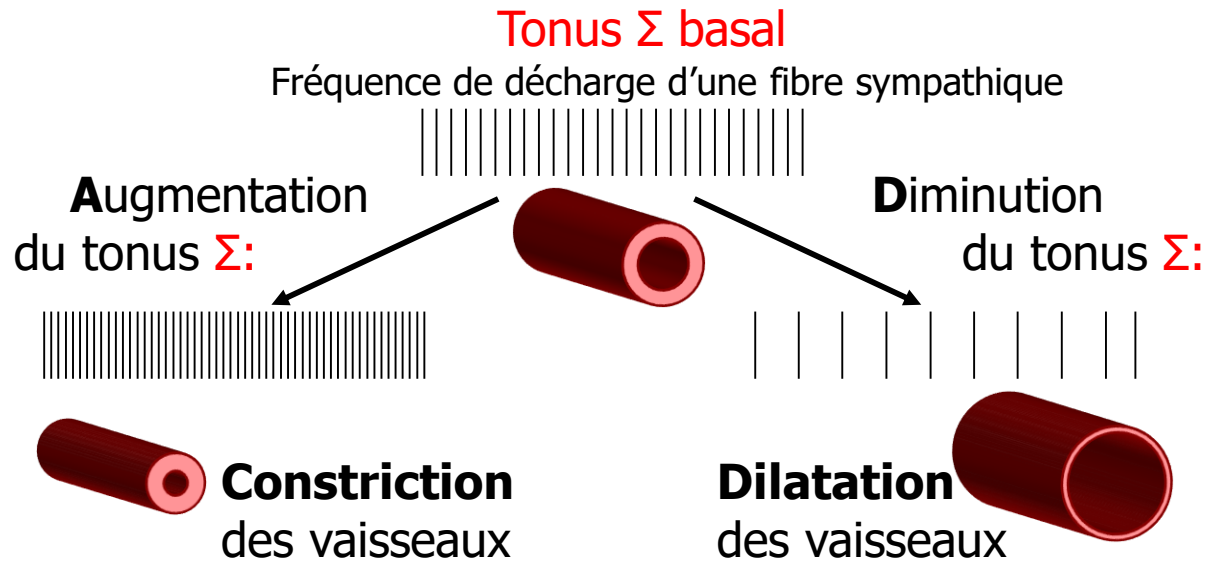 Tonus Σ basal
Fréquence de décharge d’une fibre sympathique
Augmentation
du tonus Σ:
Diminution
du tonus Σ:
Constriction
des vaisseaux
Dilatation
des vaisseaux